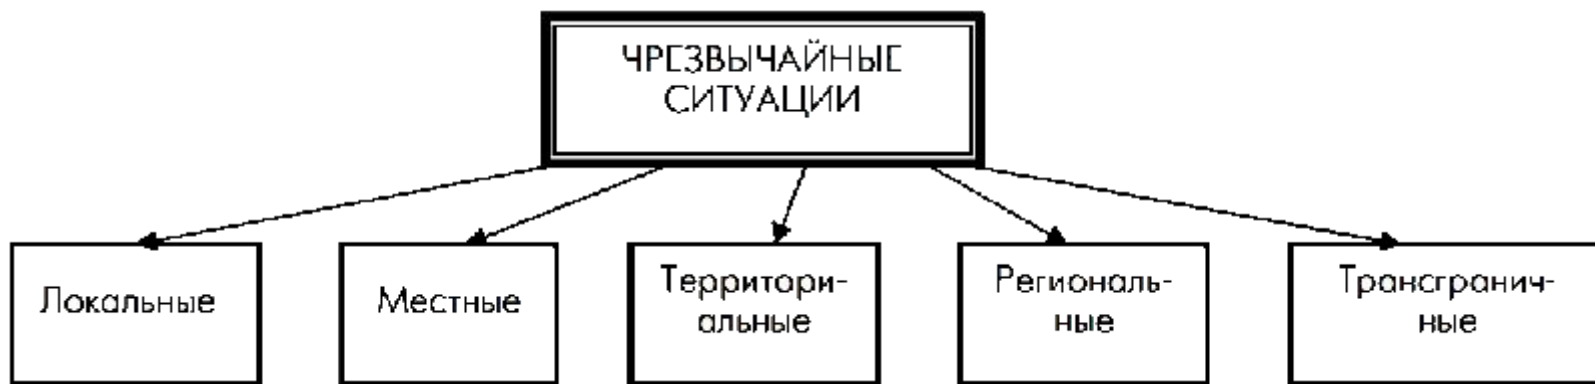 ЧРЕЗВЫЧАЙНЫЕ
СИТУАЦИИ
Локальные
Местные
Территори-
альные
Региональ-
ные
Трансгранич-
ные